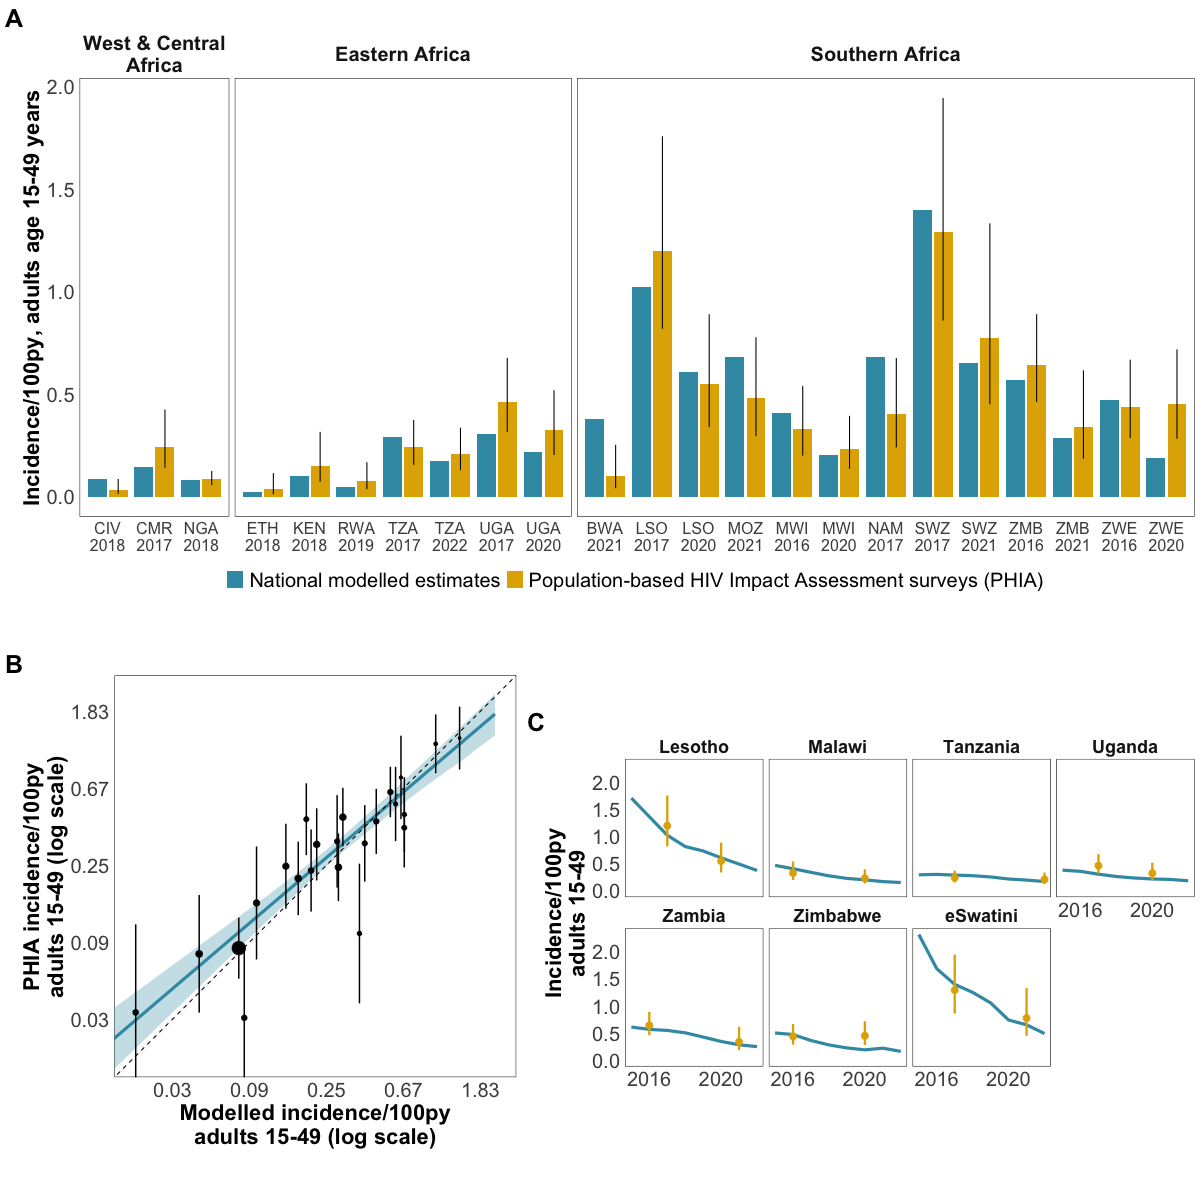 A
West & Central
Africa
Eastern Africa
Southern Africa
Incidence/100py, adults age 15-49 years
2.0
1.5
1.0
0.5
0.0
CIV CMR NGA ETH KEN RWA TZA TZA UGA UGA BWA LSO LSO MOZ MWI MWI NAM SWZ SWZ ZMB ZMB ZWE ZWE
2018 2017 2018 2018 2018 2019 2017 2022 2017 2020 2021 2017 2020 2021 2016 2020 2017 2017 2021 2016 2021 2016 2020
National modelled estimates Population-based HIV Impact Assessment surveys (PHIA)
B
PHIA incidence/100py
adults 15-49 (log scale)
1.83
0.67
0.25
0.09
0.03
0.03 0.09 0.25 0.67 1.83
Modelled incidence/100py
adults 15-49 (log scale)
C
Incidence/100py
adults 15-49
Lesotho Malawi Tanzania Uganda
2.0
1.5
1.0
0.5
0.0
2016 2020
Zambia Zimbabwe eSwatini
2.0
1.5
1.0
0.5
0.0
2016 2020 2016 2020 2016 2020